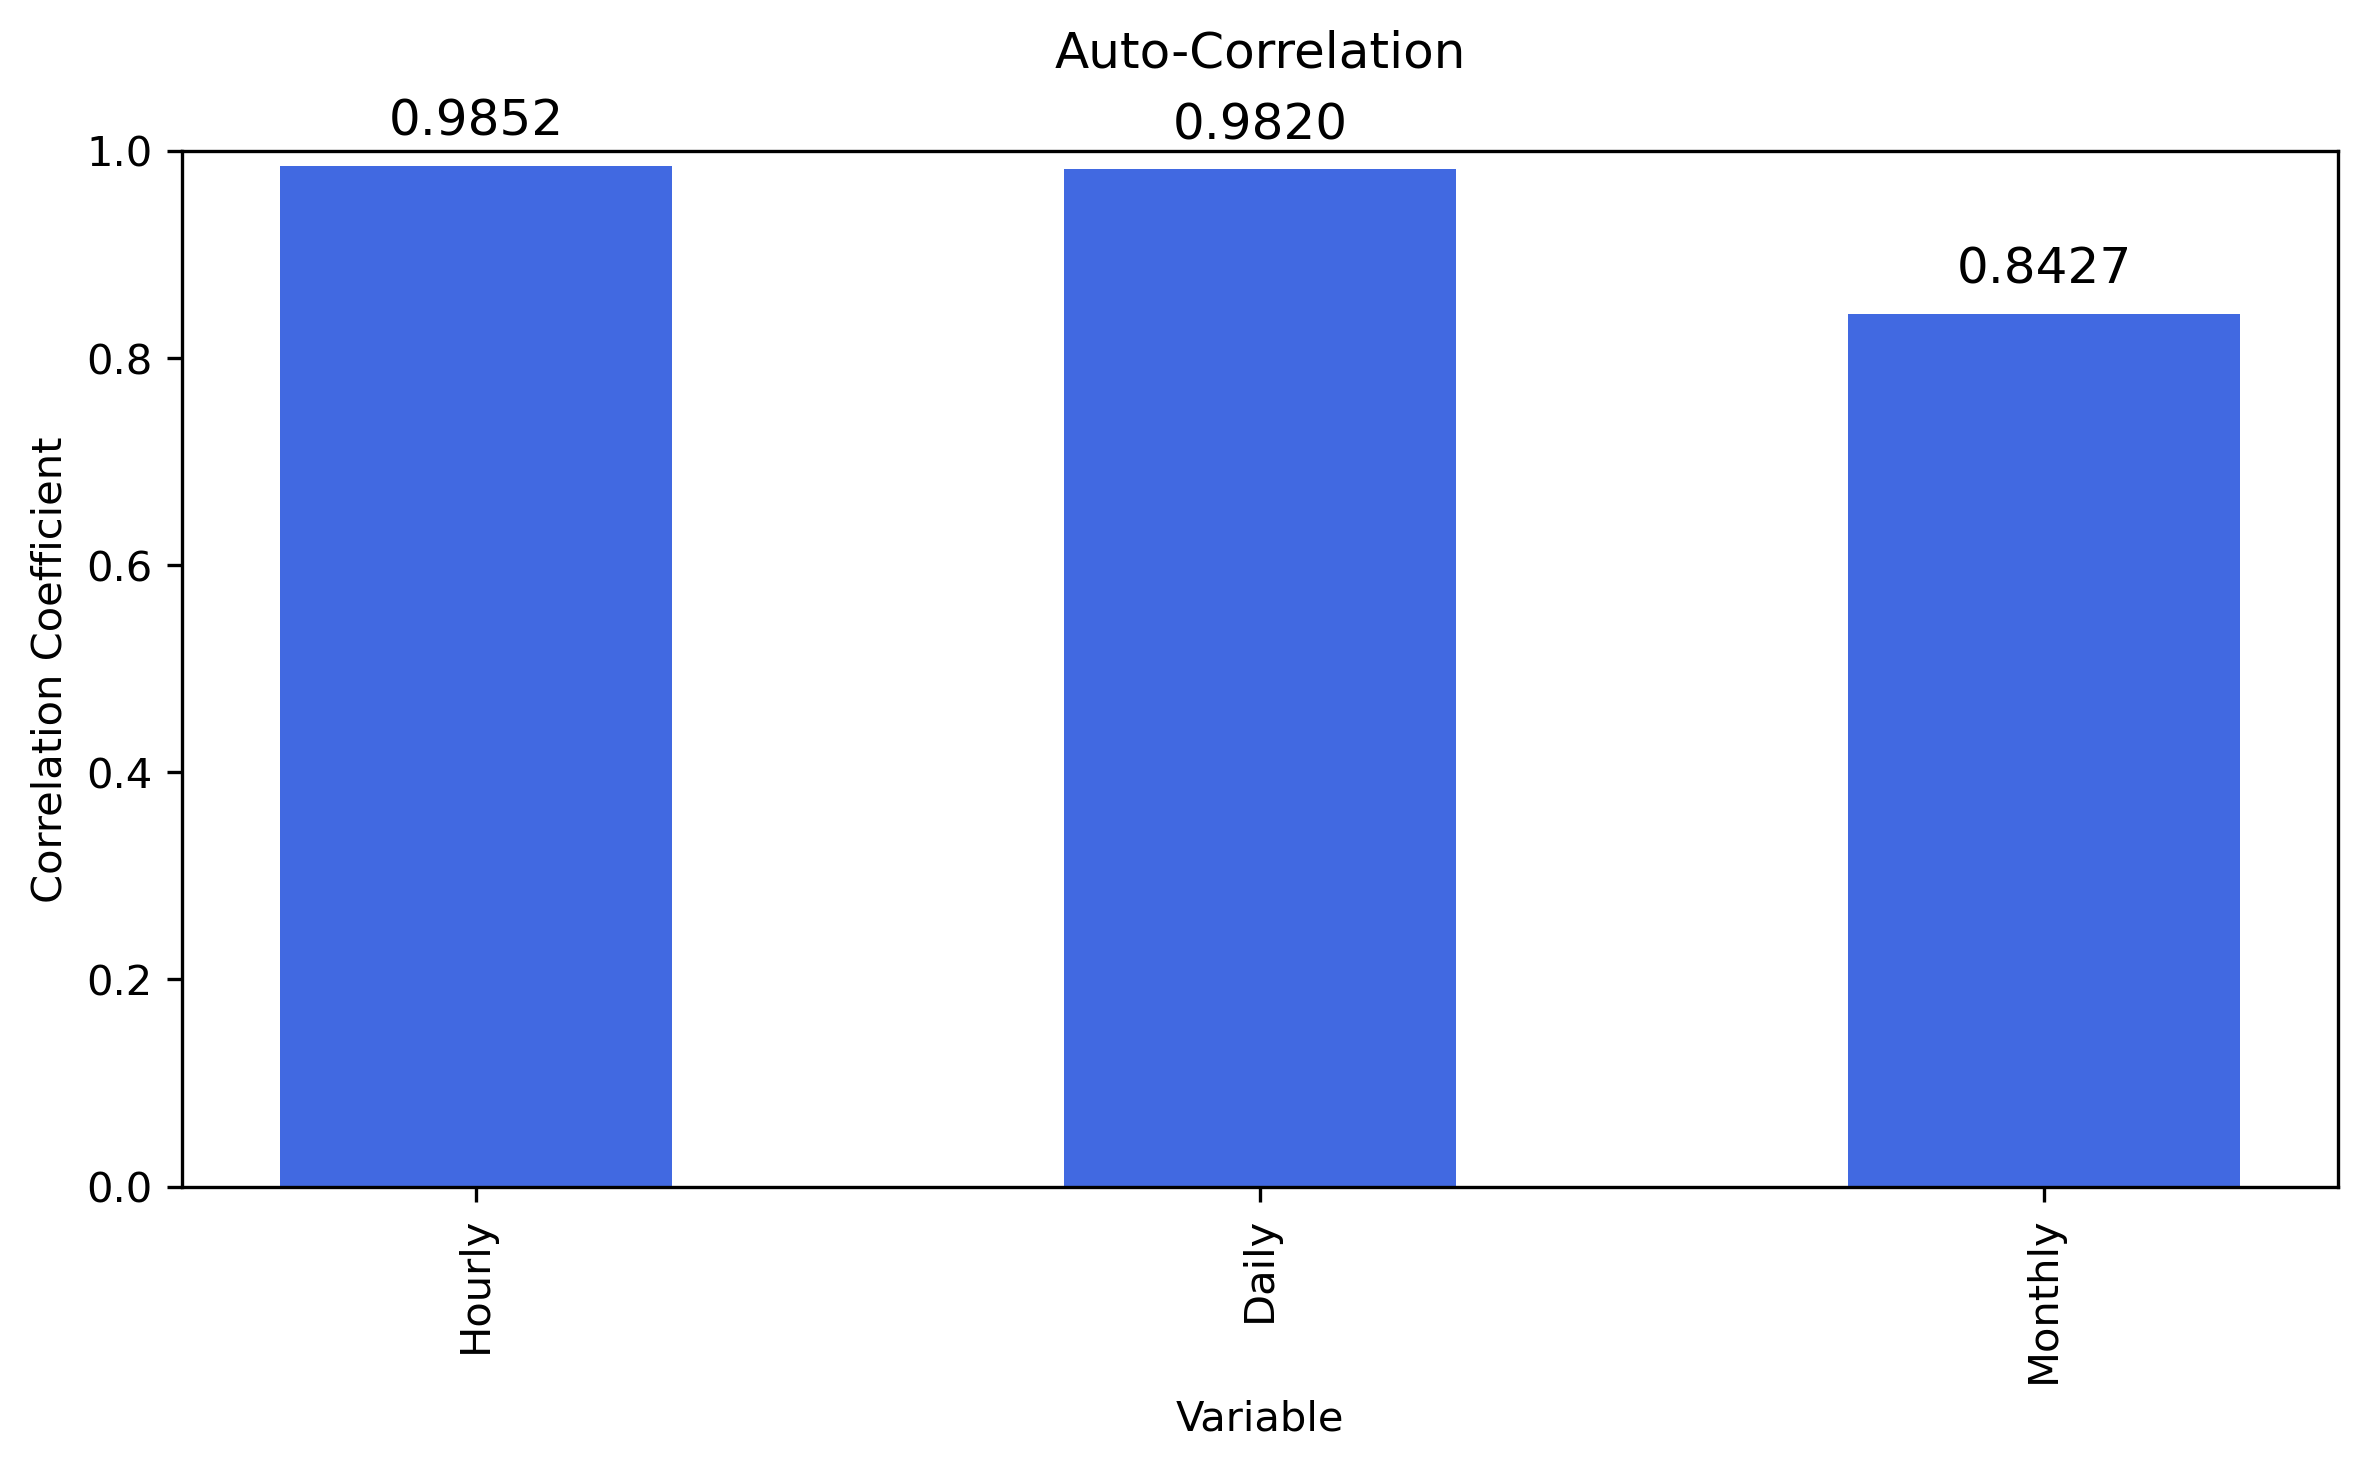 Auto-Correlation
0.9852
0.9820
0.8427
1.0
0.8
0.6
0.4
0.2
0.0
Correlation Coefficient
Hourly
Daily
Monthly
Variable